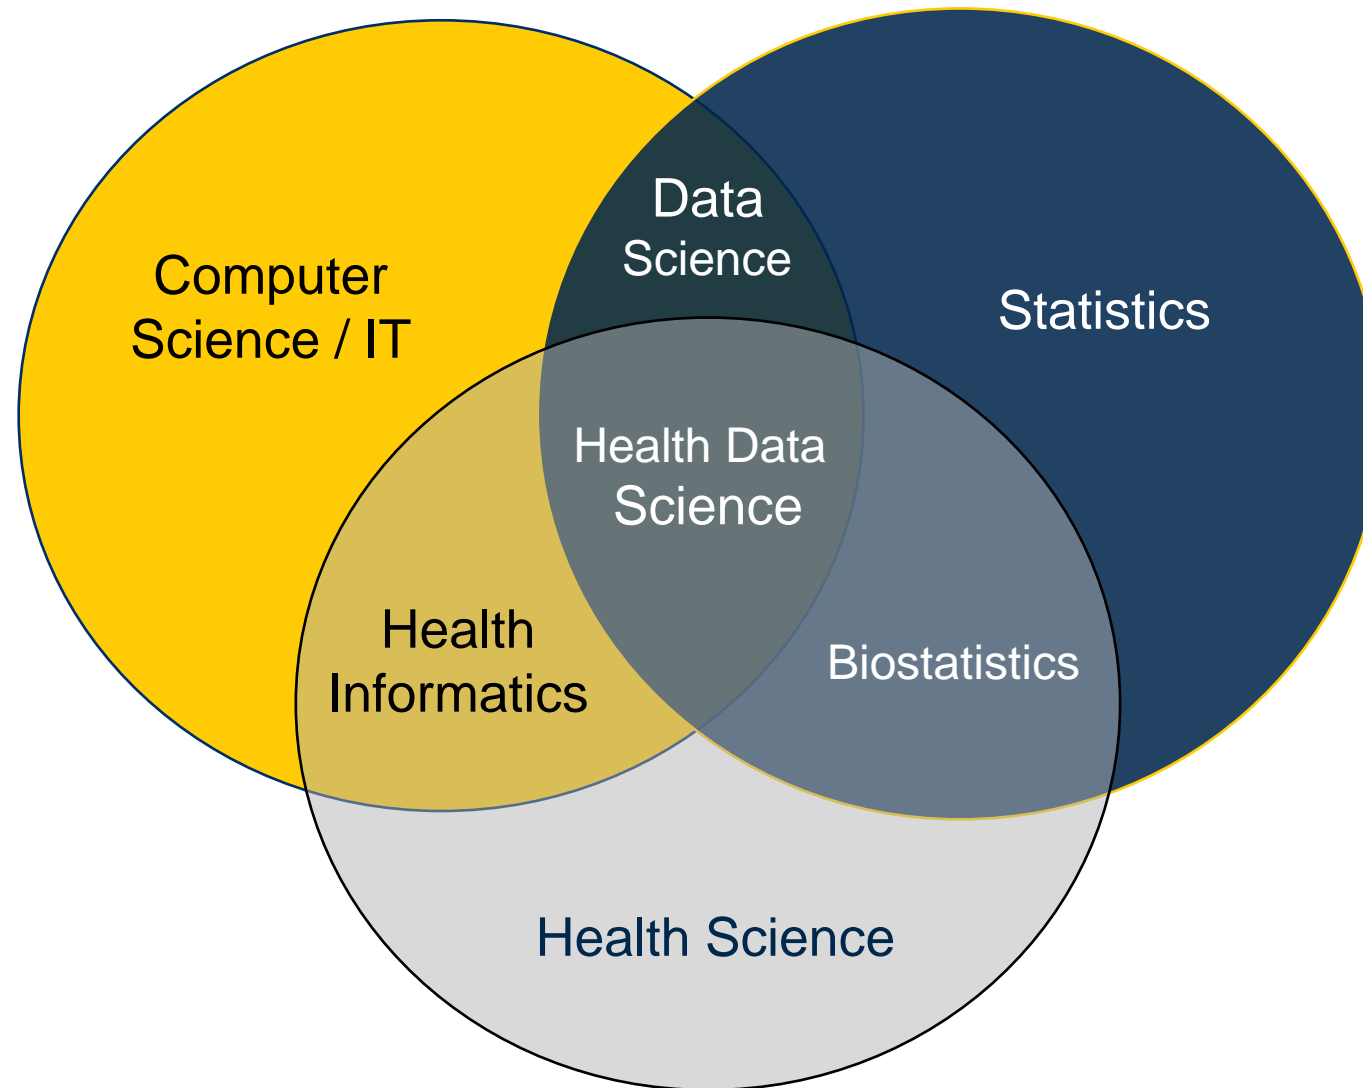 Data
Science
Computer
Science / IT
Statistics
Health Data
Science
Health
Informatics
Biostatistics
Health Science